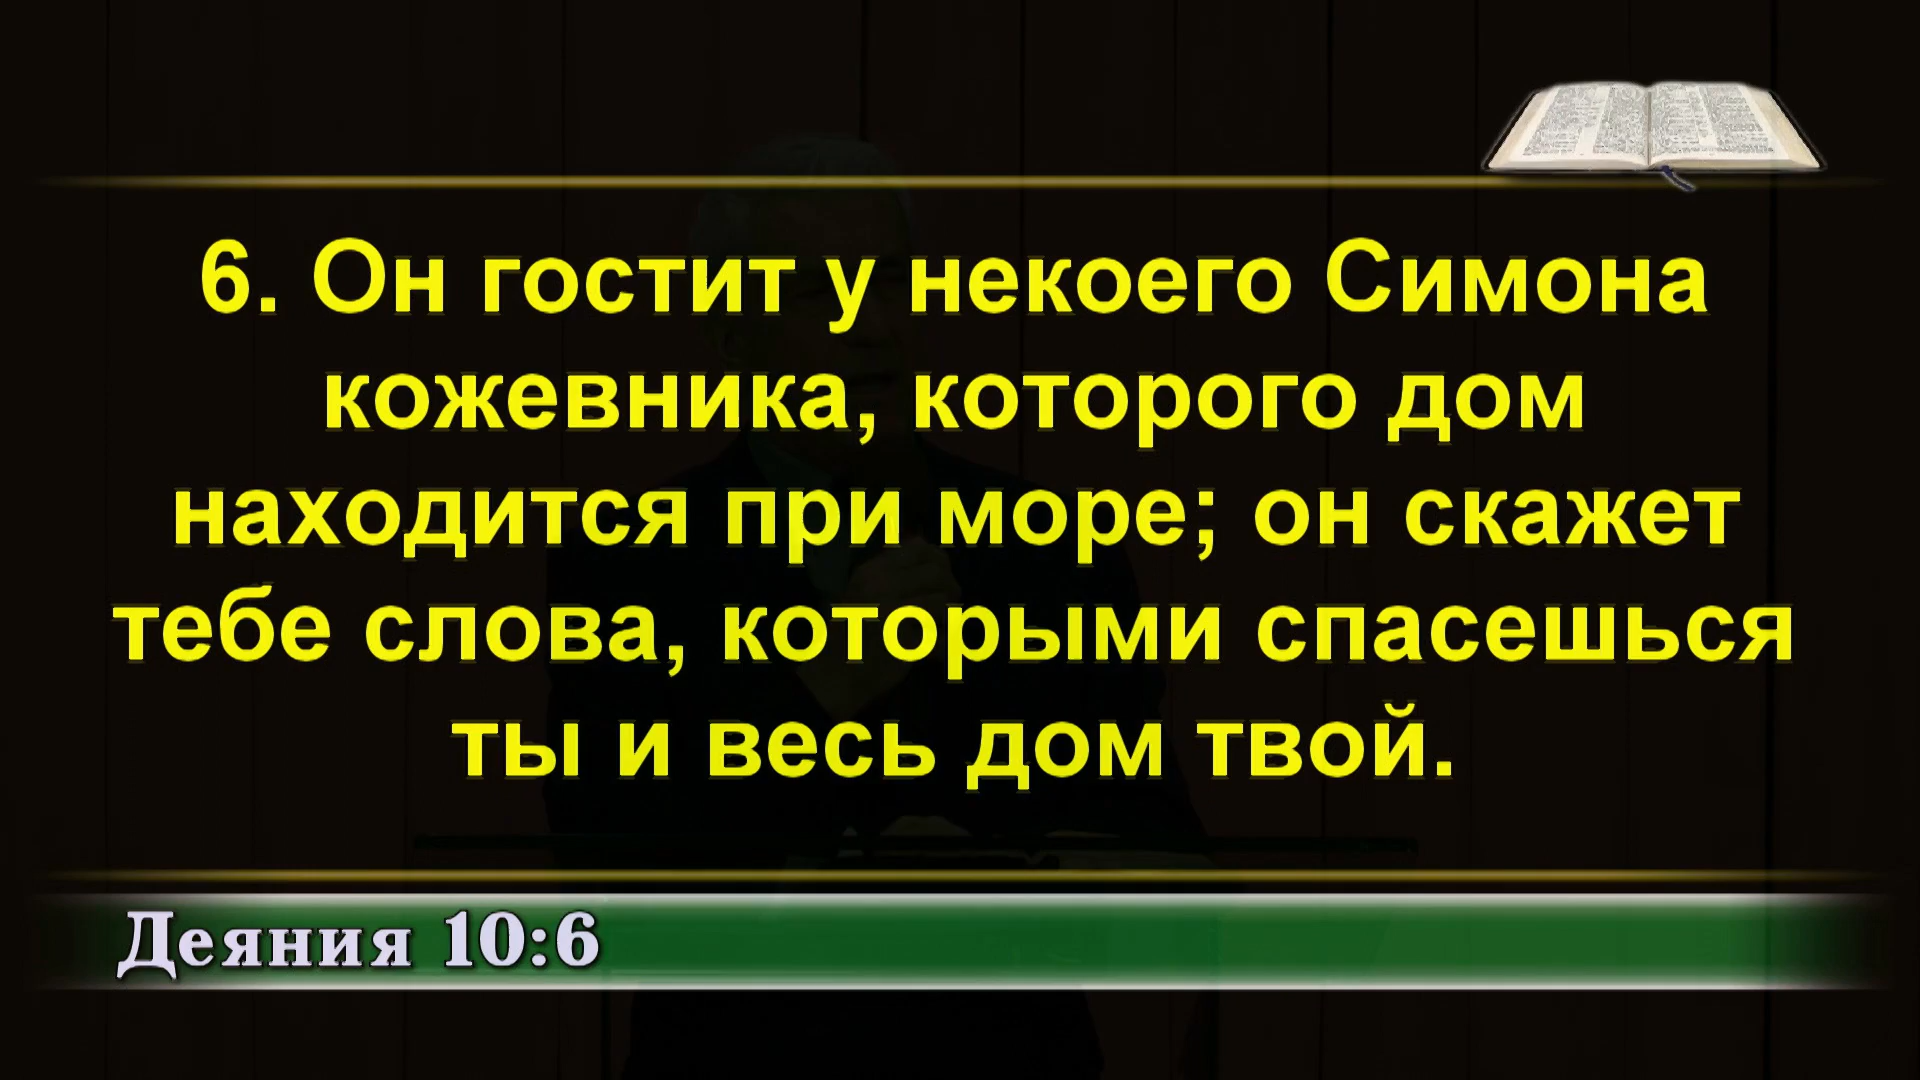 6. Он гостит у некоего Симона
кожевника, которого дом
находится при море; он скажет
тебе слова, которыми спасешься
ты и весь дом твой.
Деяния 10:6